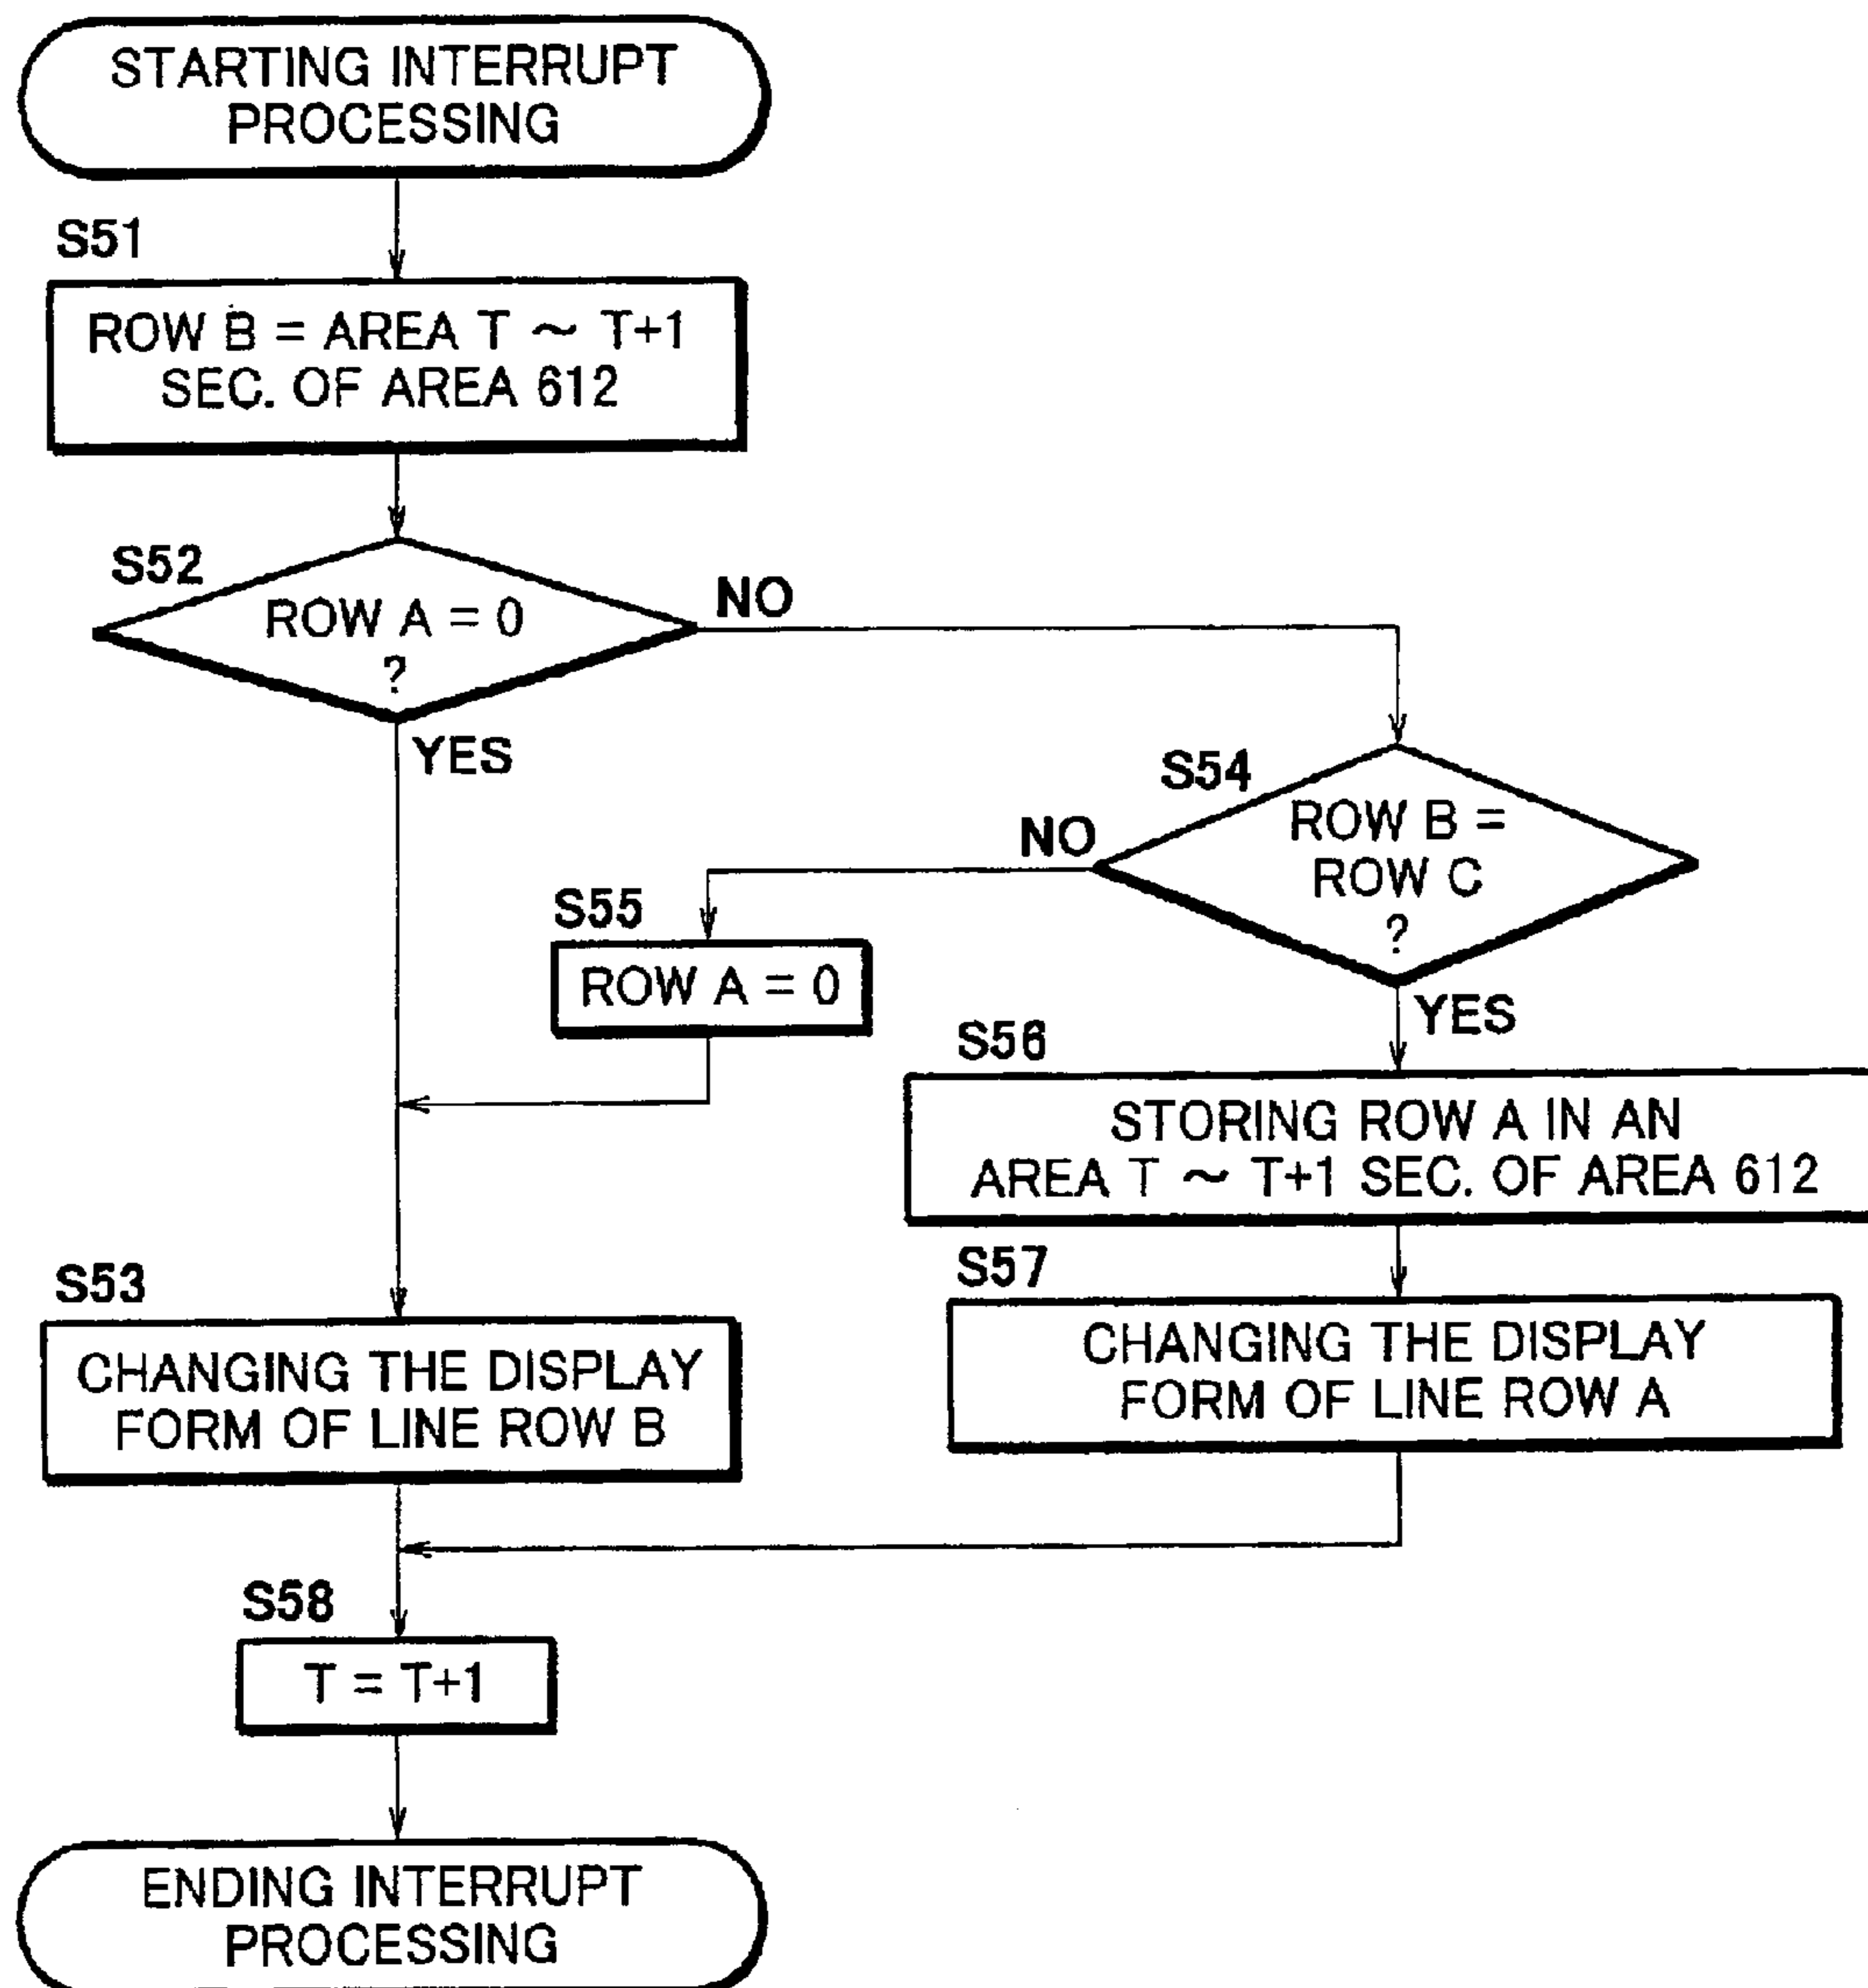 STARTING INTERRUPT
PROCESSING
S51
ROW B = AREA T ~ T+1
SEC. OF AREA 612
S52
ROW A = 0
?
NO
YES
S54
ROW B =
ROW C
?
NO
S55
ROW A = 0
YES
S56
STORING ROW A IN AN
AREA T ~ T+1 SEC. OF AREA 612
S53
CHANGING THE DISPLAY
FORM OF LINE ROW B
S57
CHANGING THE DISPLAY
FORM OF LINE ROW A
S58
T = T+1
ENDING INTERRUPT
PROCESSING